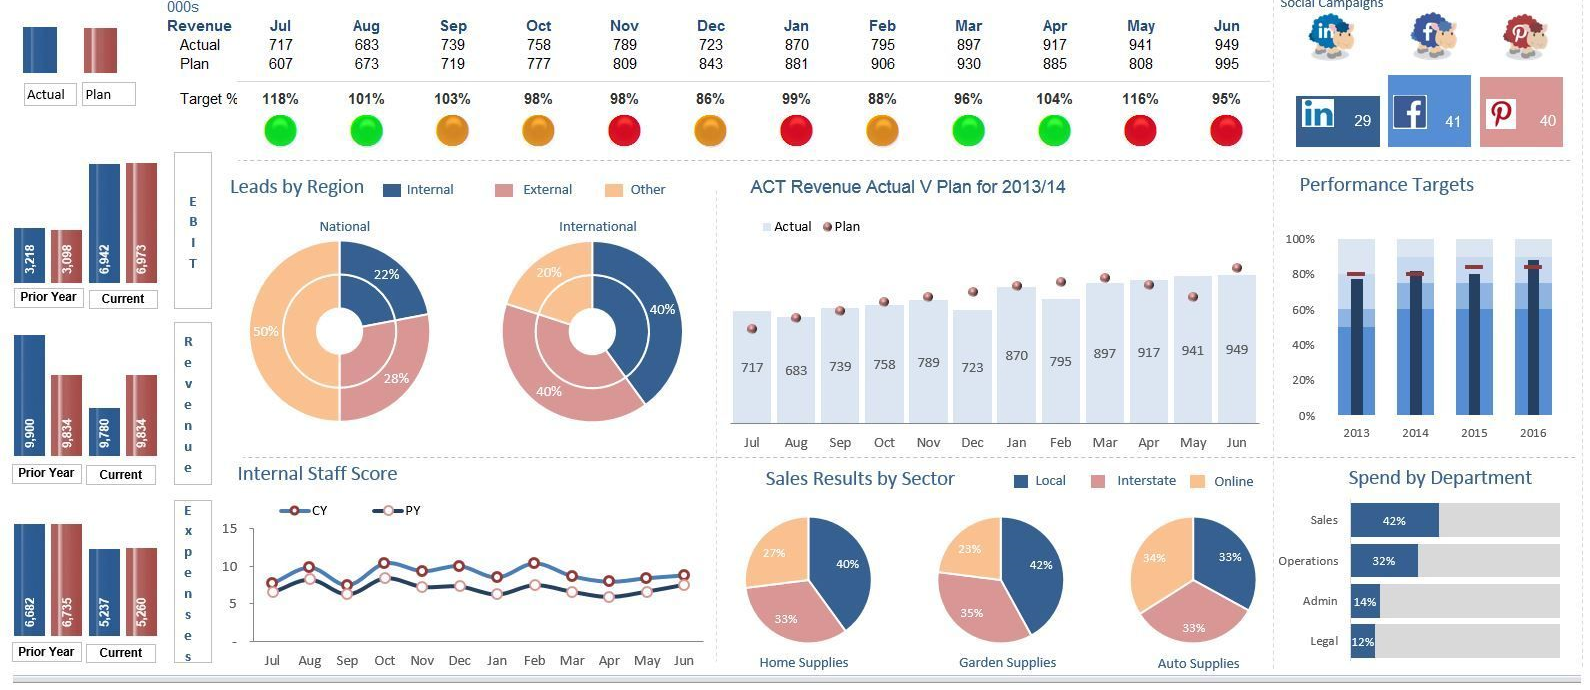 000s
Social Campaigns
Revenue Jul Aug Sep Oct Nov Dec Jan Feb Mar Apr May Jun
Actual 717 683 739 758 789 723 870 795 897 917 941 949
Plan 607 673 719 777 809 843 881 906 930 885 808 995
Target % 118% 101% 103% 98% 98% 86% 99% 88% 96% 104% 116% 95%
Actual Plan
in f
in 29
f 41
40
3,218 3,098 6,942 6,973
Prior Year Current
EBIT
9,900 9,834 9,780 9,834
Prior Year Current
Revenue
6,682 6,735 5,237 5,260
Prior Year Current
Expenses
Leads by Region Internal External Other
National International
22%
28%
50%
20%
40%
40%
ACT Revenue Actual V Plan for 2013/14
Actual Plan
717 683 739 758 789 723 870 795 897 917 941 949
Jul Aug Sep Oct Nov Dec Jan Feb Mar Apr May Jun
Performance Targets
100%
80%
60%
40%
20%
0%
2013 2014 2015 2016
Internal Staff Score
CY PY
15
10
5
-
Jul Aug Sep Oct Nov Dec Jan Feb Mar Apr May Jun
Sales Results by Sector Local Interstate Online
27% 40% 33%
23% 42% 35%
34% 33% 33%
Home Supplies Garden Supplies Auto Supplies
Spend by Department
Sales 42%
Operations 32%
Admin 14%
Legal 12%